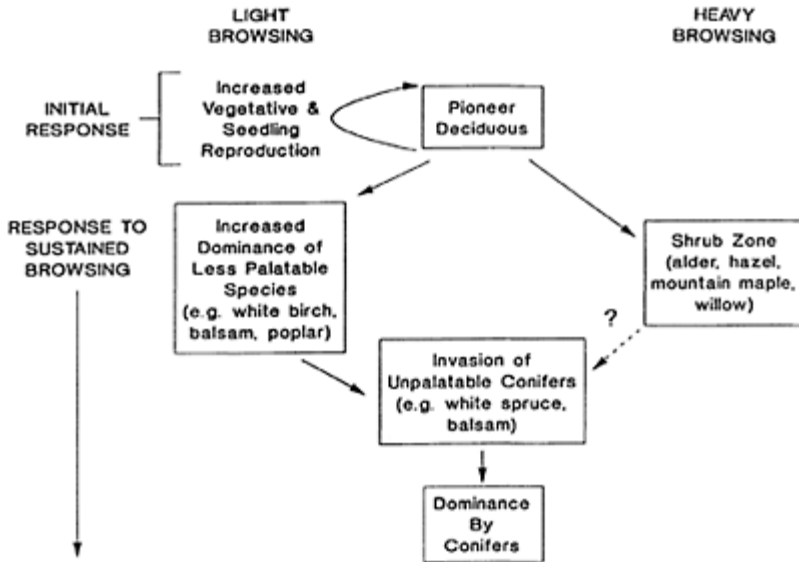 LIGHT
BROWSING
HEAVY
BROWSING
INITIAL
RESPONSE
Increased
Vegetative &
Seedling
Reproduction
Pioneer
Deciduous
RESPONSE TO
SUSTAINED
BROWSING
Increased
Dominance of
Less Palatable
Species
(e.g. white birch,
balsam, poplar)
Shrub Zone
(alder, hazel,
mountain maple,
willow)
?
Invasion of
Unpalatable Conifers
(e.g. white spruce,
balsam)
Dominance
By
Conifers